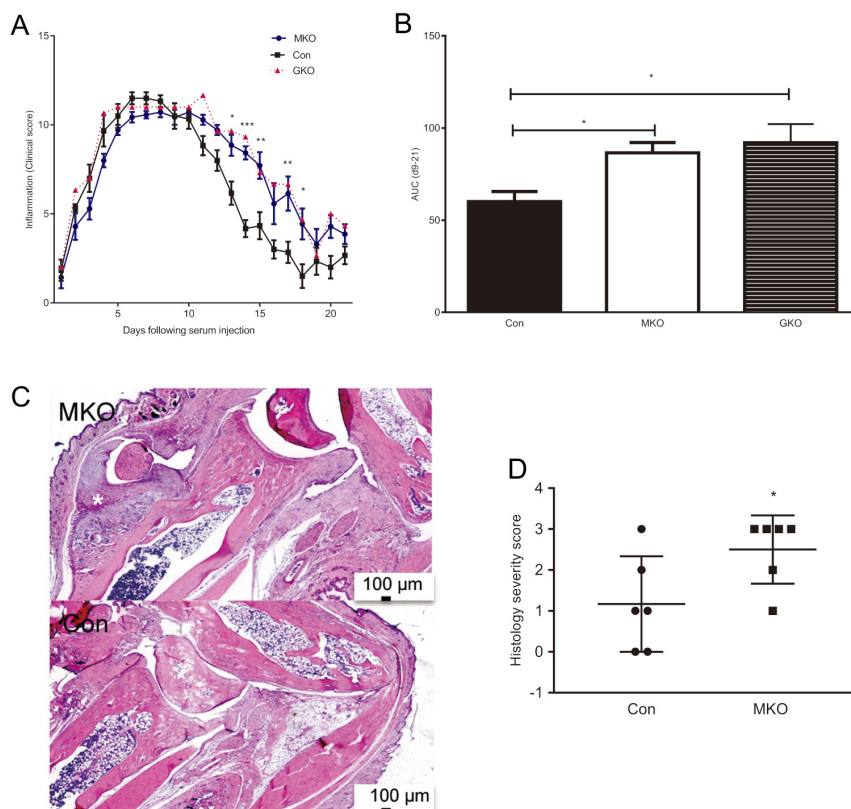 A
15
10
5
0
Inflammation (Clinical score)
MKO
Con
GKO
*
***
**
**
*
5
10
15
20
Days following serum injection
B
150
100
50
0
AUC (d9-21)
*
*
Con
MKO
GKO
C
MKO
*
100 µm
Con
100 µm
D
4
3
2
1
0
-1
Histology severity score
*
Con
MKO